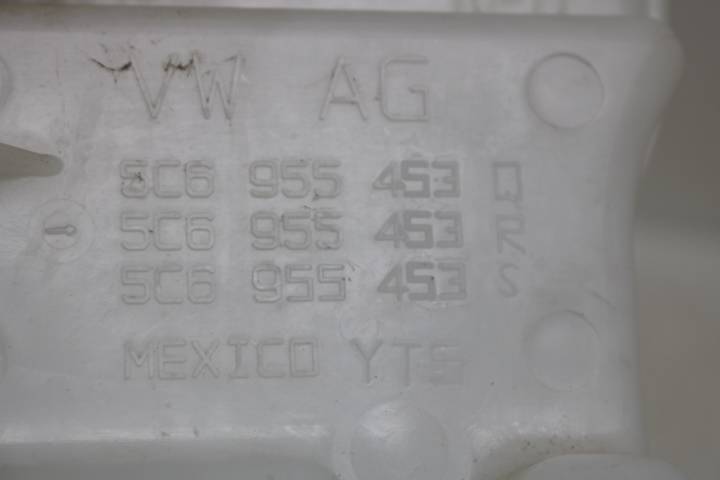 VW AG
5C6 955 453 Q
5C6 955 453 R
5C6 955 453 S
MEXICO YTS